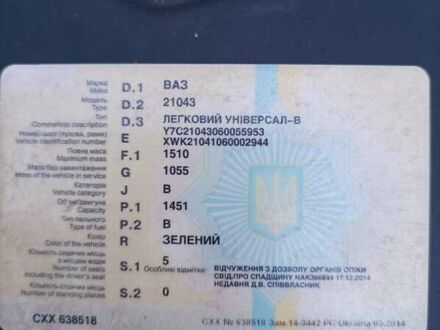 Марка
Make D.1 ВАЗ
Модель
Type D.2 21043
Тип
Commercial description D.3 ЛЕГКОВИЙ УНІВЕРСАЛ-В
Номер шасі (кузова, рами) E Y7C21043060055953
Vehicle identification number XWK21041060002944
Повна маса
Maximum mass F.1 1510
Маса без навантаження
Mass of the vehicle in service G 1055
Категорія
Vehicle category J B
Об'єм двигуна
Capacity P.1 1451
Тип пального
Type of fuel P.2 B
Колір
Color of the vehicle R ЗЕЛЕНИЙ
Кількість сидячих місць
з місцем водія
Number of seats S.1 5
including the driver's seat Особливі відмітки: ВІДЧУЖЕННЯ З ДОЗВОЛУ ОРГАНІВ ОПІКИ
СВІД.ПРО СПАДЩИНУ НАК366894 17.12.2014
НЕДАВНЯ Д.В. СПІВВЛАСНИК
Кількість стоячих місць
Number of standing places S.2 0
СХХ 638518
СХХ № 638518 Зам. 14-3442 PC Ukraina 03.2014